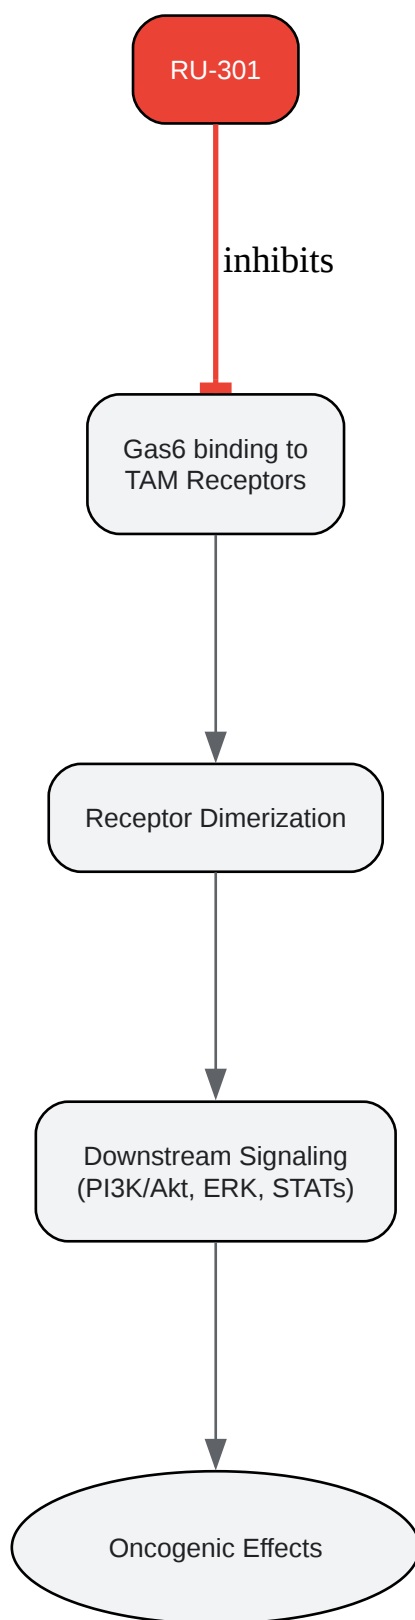 RU-301
inhibits
Gas6 binding to
TAM Receptors
Receptor Dimerization
Downstream Signaling
(PI3K/Akt, ERK, STATs)
Oncogenic Effects